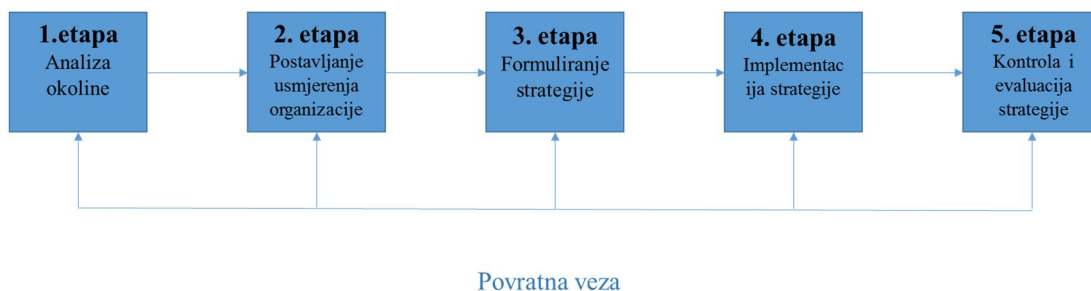 1.etapa
Analiza
okoline
2. etapa
Postavljanje
usmjerenja
organizacije
3. etapa
Formuliranje
strategije
4. etapa
Implementac
ija strategije
5. etapa
Kontrola i
evaluacija
strategije
Povratna veza